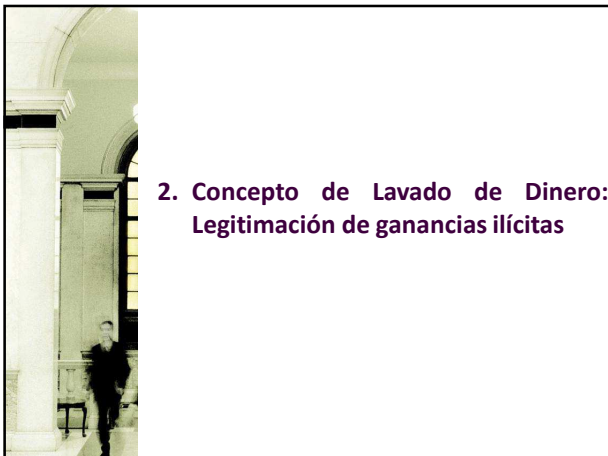 2. Concepto de Lavado de Dinero:
Legitimación de ganancias ilícitas